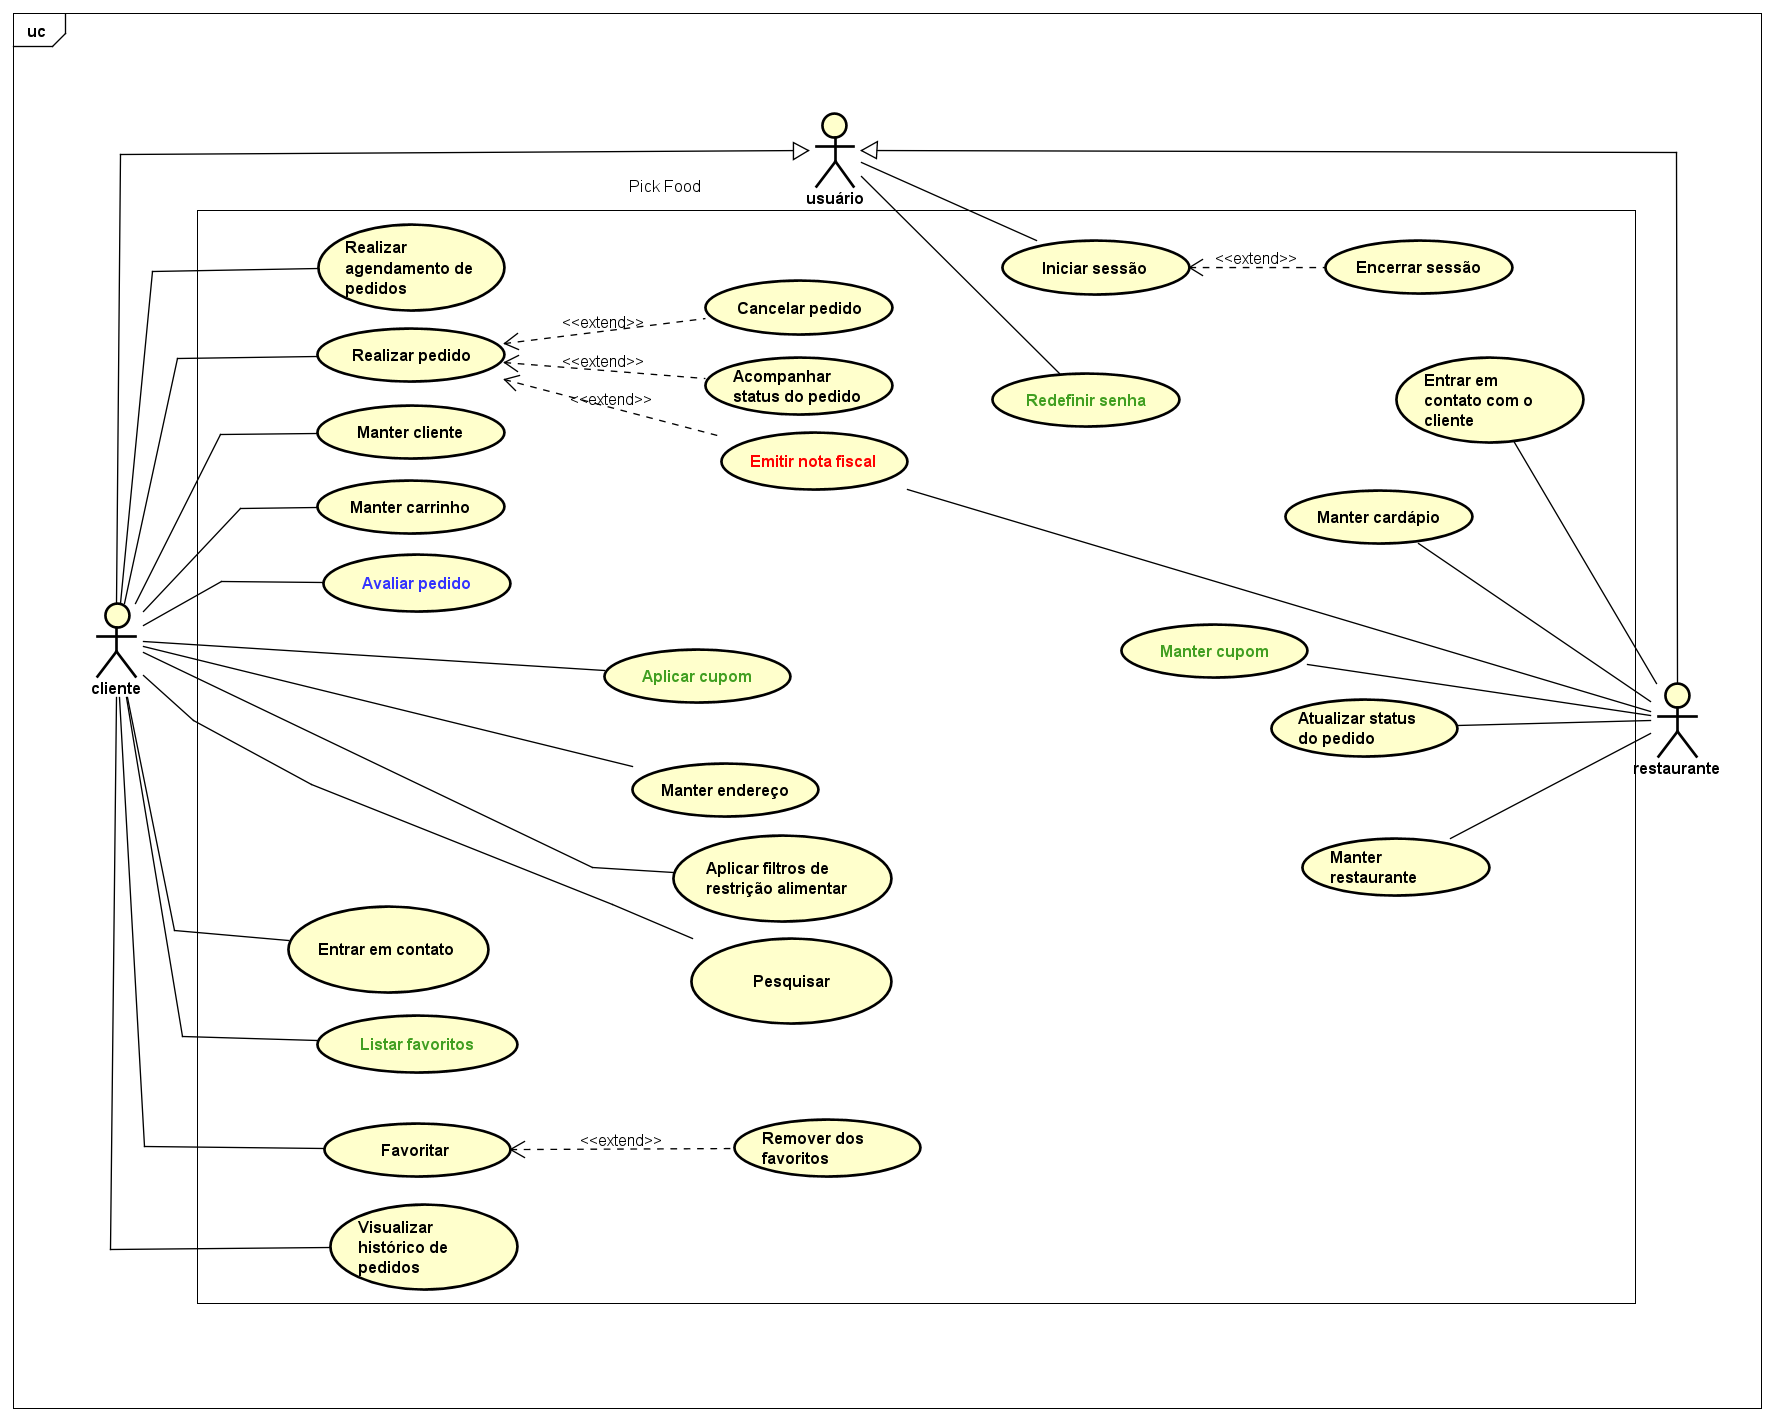 uc
usuário
Pick Food
Realizar
agendamento de
pedidos
Iniciar sessão
<<extend>>
Encerrar sessão
Cancelar pedido
<<extend>>
Realizar pedido
<<extend>>
Acompanhar
status do pedido
<<extend>>
Redefinir senha
Entrar em
contato com o
cliente
Manter cliente
Emitir nota fiscal
Manter carrinho
Manter cardápio
Avaliar pedido
Aplicar cupom
Manter cupom
cliente
Atualizar status
do pedido
restaurante
Manter endereço
Aplicar filtros de
restrição alimentar
Manter
restaurante
Entrar em contato
Pesquisar
Listar favoritos
Favoritar
<<extend>>
Remover dos
favoritos
Visualizar
histórico de
pedidos